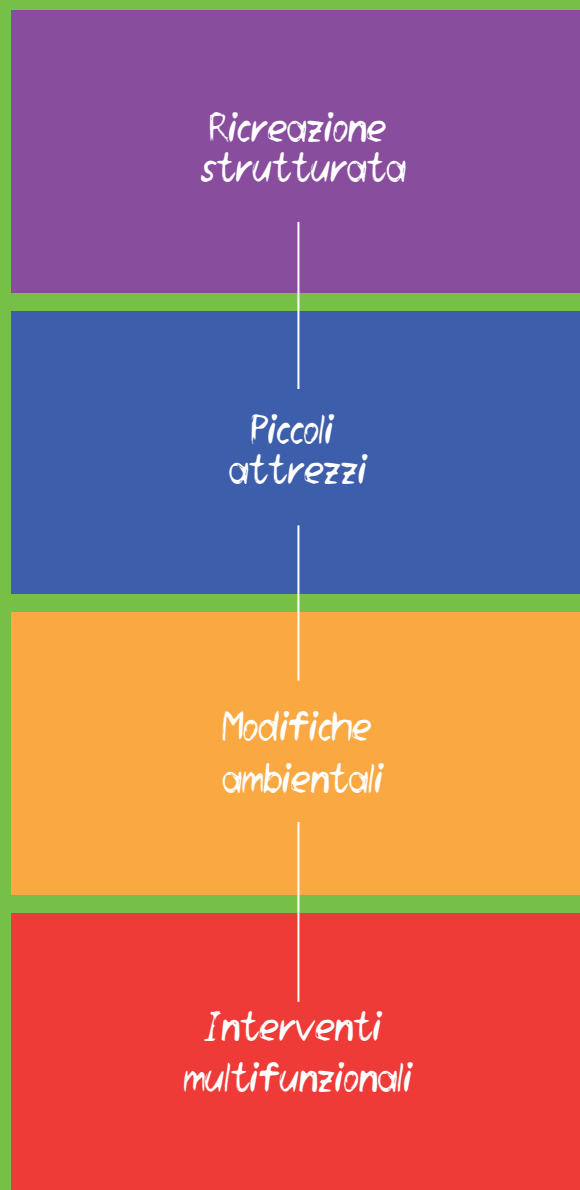 Ricreazione
strutturata
Piccoli
attrezzi
Modifiche
ambientali
Interventi
multifunzionali